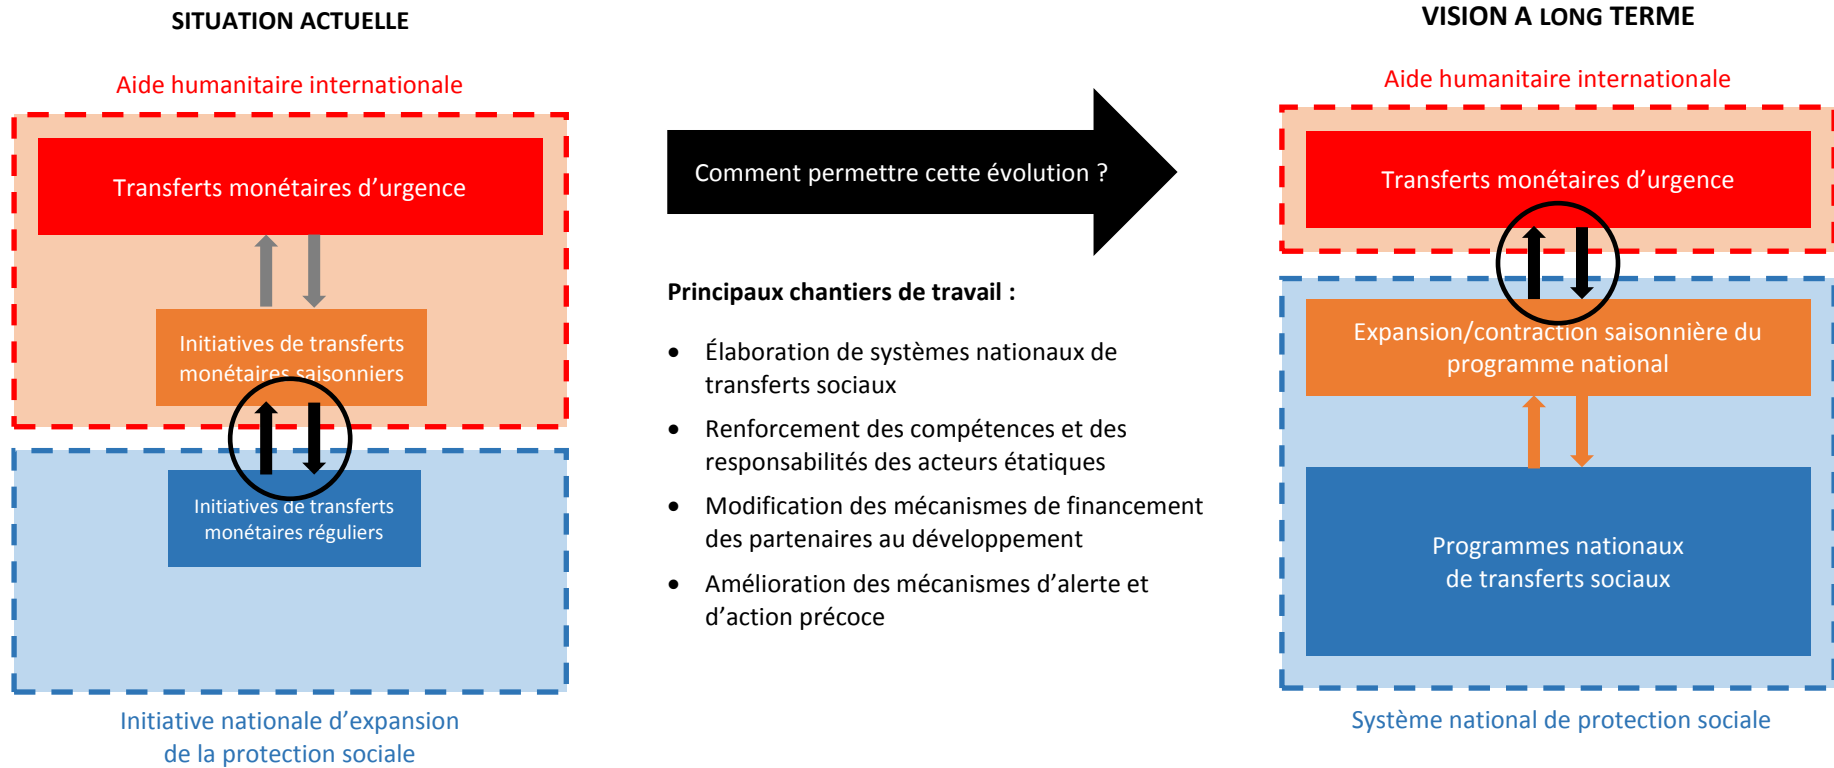 SITUATION ACTUELLE
Aide humanitaire internationale
Transferts monétaires d’urgence
Initiatives de transferts
monétaires saisonniers
Initiatives de transferts
monétaires réguliers
Initiative nationale d’expansion
de la protection sociale
Comment permettre cette évolution ?
Principaux chantiers de travail :
• Élaboration de systèmes nationaux de
transferts sociaux
• Renforcement des compétences et des
responsabilités des acteurs étatiques
• Modification des mécanismes de financement
des partenaires au développement
• Amélioration des mécanismes d’alerte et
d’action précoce
VISION A LONG TERME
Aide humanitaire internationale
Transferts monétaires d’urgence
Expansion/contraction saisonnière du
programme national
Programmes nationaux
de transferts sociaux
Système national de protection sociale